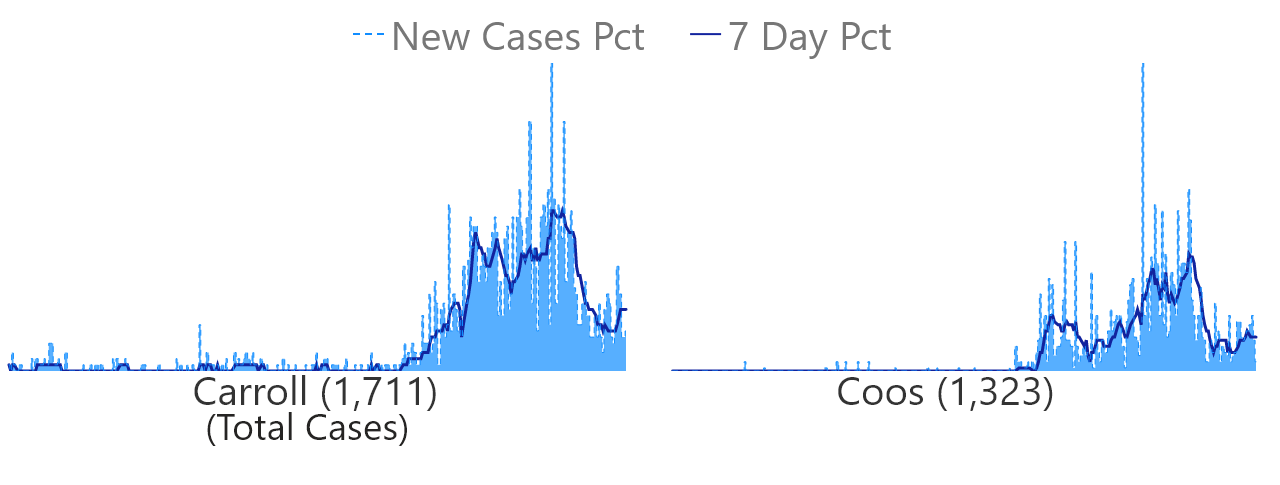 New Cases Pct 7 Day Pct
Carroll (1,711) Coos (1,323)
(Total Cases)